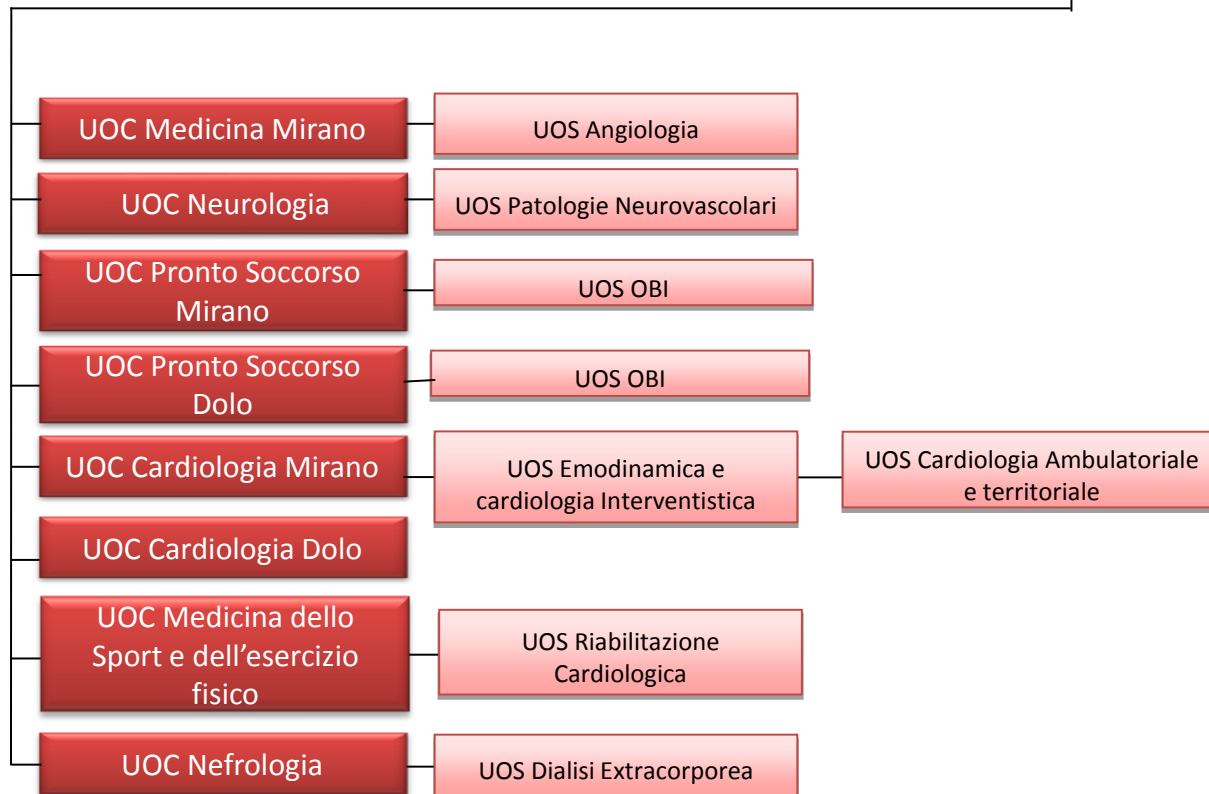 UOC Medicina Mirano
UOS Angiologia
UOC Neurologia
UOS Patologie Neurovascolari
UOC Pronto Soccorso
Mirano
UOS OBI
UOC Pronto Soccorso
Dolo
UOS OBI
UOC Cardiologia Mirano
UOS Emodinamica e
cardiologia Interventistica
UOS Cardiologia Ambulatoriale
e territoriale
UOC Cardiologia Dolo
UOC Medicina dello
Sport e dell’esercizio
fisico
UOS Riabilitazione
Cardiologica
UOC Nefrologia
UOS Dialisi Extracorporea